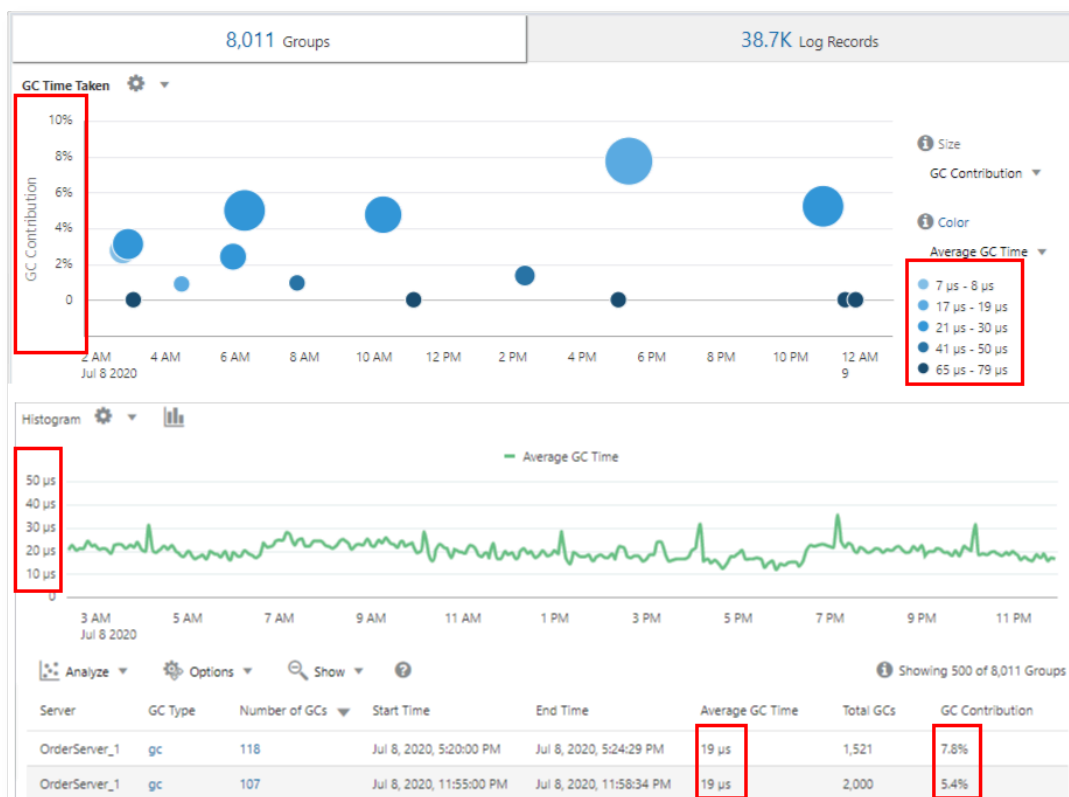 8,011 Groups
38.7K Log Records
GC Time Taken
GC Contribution
10%
8%
6%
4%
2%
0
2 AM 4 AM 6 AM 8 AM 10 AM 12 PM 2 PM 4 PM 6 PM 8 PM 10 PM 12 AM
Jul 8 2020 9
Size
GC Contribution
Color
Average GC Time
7 μs - 8 μs
17 μs - 19 μs
21 μs - 30 μs
41 μs - 50 μs
65 μs - 79 μs
Histogram
Average GC Time
50 μs
40 μs
30 μs
20 μs
10 μs
0
3 AM 5 AM 7 AM 9 AM 11 AM 1 PM 3 PM 5 PM 7 PM 9 PM 11 PM
Jul 8 2020
Analyze Options Show ? Showing 500 of 8,011 Groups
Server GC Type Number of GCs Start Time End Time Average GC Time Total GCs GC Contribution
OrderServer_1 gc 118 Jul 8, 2020, 5:20:00 PM Jul 8, 2020, 5:24:29 PM 19 μs 1,521 7.8%
OrderServer_1 gc 107 Jul 8, 2020, 11:55:00 PM Jul 8, 2020, 11:58:34 PM 19 μs 2,000 5.4%